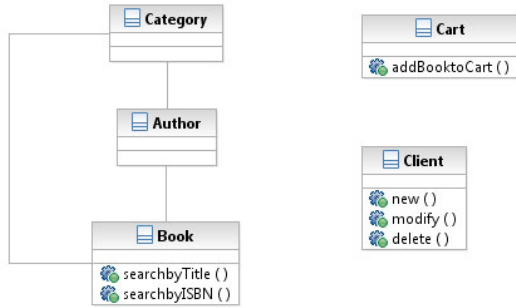 Category
Author
Book
searchbyTitle ( )
searchbyISBN ( )
Cart
addBooktoCart ( )
Client
new ( )
modify ( )
delete ( )